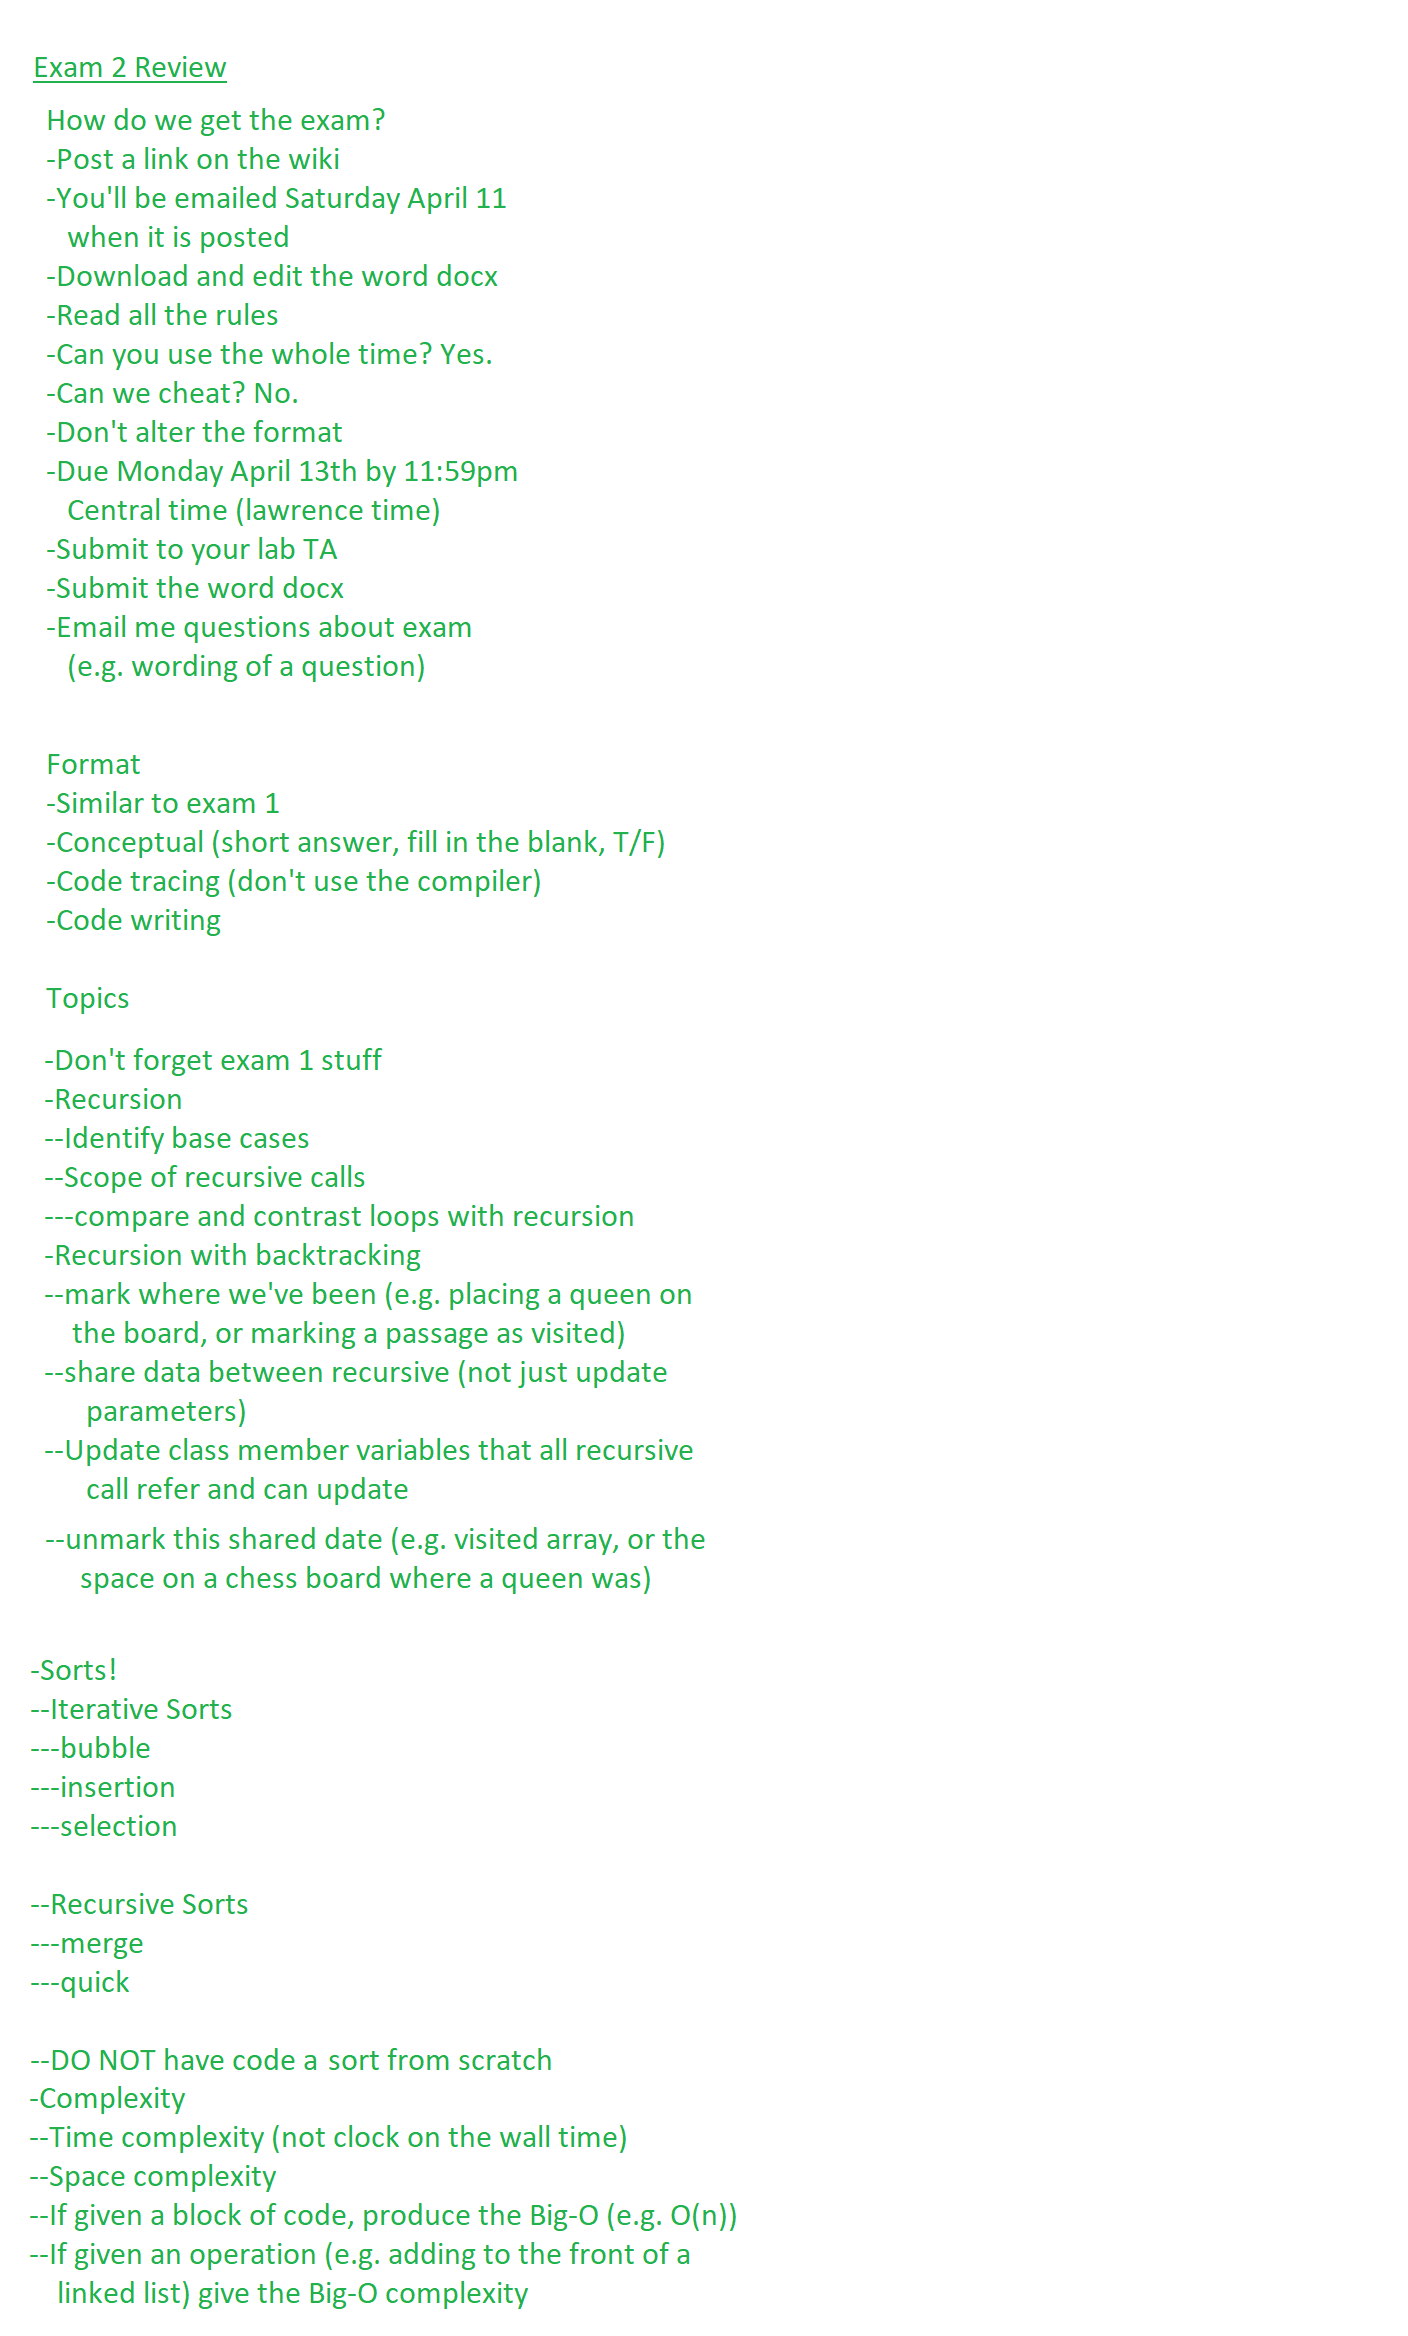 Exam 2 Review
How do we get the exam?
-Post a link on the wiki
-You'll be emailed Saturday April 11
when it is posted
-Download and edit the word docx
-Read all the rules
-Can you use the whole time? Yes.
-Can we cheat? No.
-Don't alter the format
-Due Monday April 13th by 11:59pm
Central time (lawrence time)
-Submit to your lab TA
-Submit the word docx
-Email me questions about exam
(e.g. wording of a question)
Format
-Similar to exam 1
-Conceptual (short answer, fill in the blank, T/F)
-Code tracing (don't use the compiler)
-Code writing
Topics
-Don't forget exam 1 stuff
-Recursion
--Identify base cases
--Scope of recursive calls
---compare and contrast loops with recursion
-Recursion with backtracking
--mark where we've been (e.g. placing a queen on
the board, or marking a passage as visited)
--share data between recursive (not just update
parameters)
--Update class member variables that all recursive
call refer and can update
--unmark this shared date (e.g. visited array, or the
space on a chess board where a queen was)
-Sorts!
--Iterative Sorts
---bubble
---insertion
---selection
--Recursive Sorts
---merge
---quick
--DO NOT have code a sort from scratch
-Complexity
--Time complexity (not clock on the wall time)
--Space complexity
--If given a block of code, produce the Big-O (e.g. O(n))
--If given an operation (e.g. adding to the front of a
linked list) give the Big-O complexity